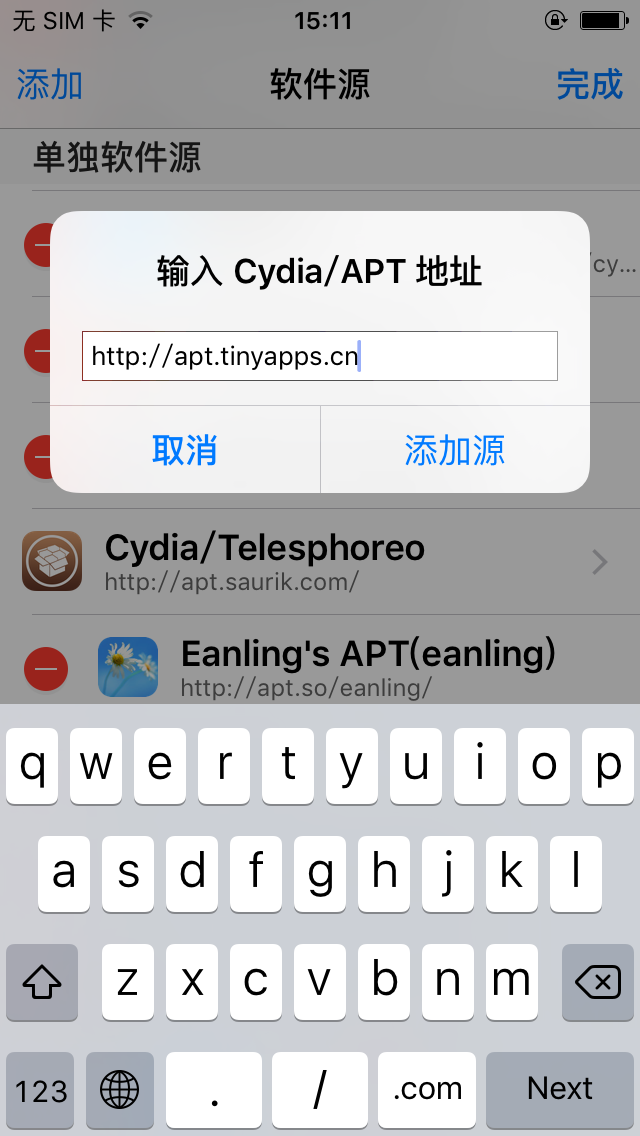 无 SIM 卡 15:11
添加 软件源 完成
单独软件源
/cy...
输入 Cydia/APT 地址
http://apt.tinyapps.cn
取消 添加源
Cydia/Telesphoreo
http://apt.saurik.com/
Eanling's APT(eanling)
http://apt.so/eanling/
q w e r t y u i o p
a s d f g h j k l
z x c v b n m
123 . / .com Next